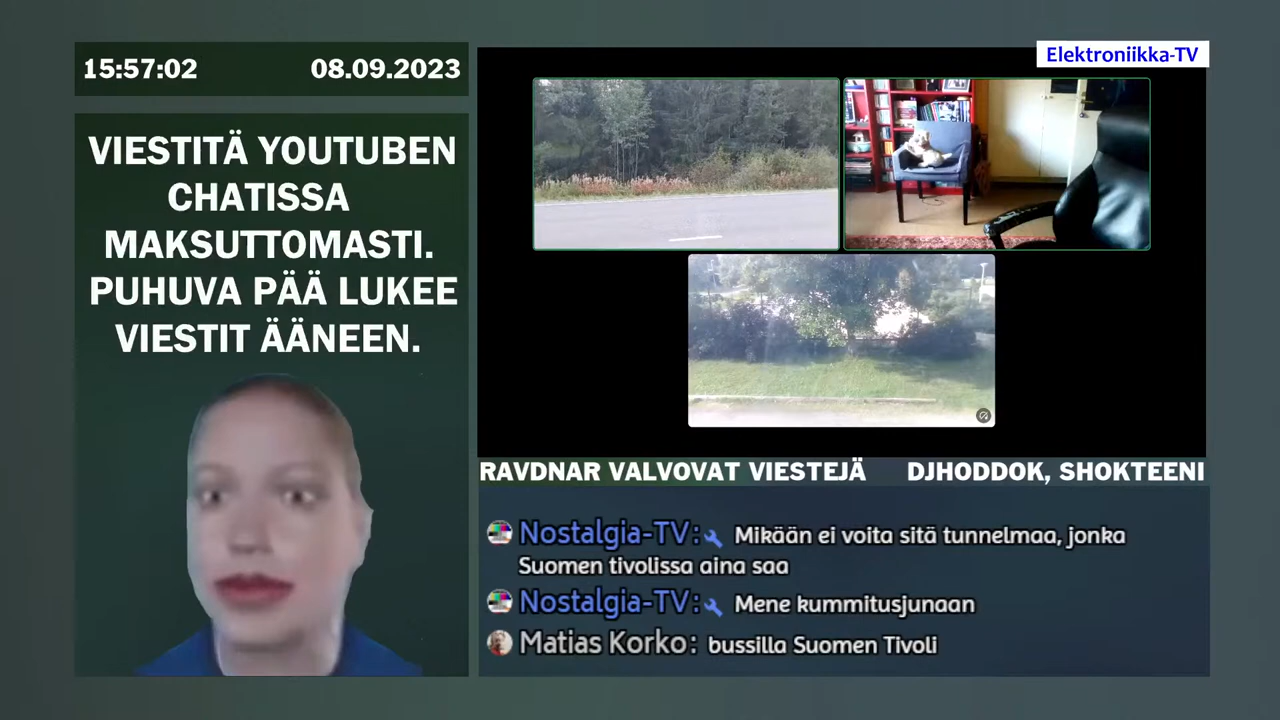 15:57:02 08.09.2023
Elektroniikka-TV
VIESTITÄ YOUTUBEN
CHATISSA
MAKSUTTOMASTI.
PUHUVA PÄÄ LUKEE
VIESTIT ÄÄNEEN.
RAVDNAR VALVOVAT VIESTEJÄ DJHODDOK, SHOKTEENI
Nostalgia-TV: Mikään ei voita sitä tunnelmaa, jonka
Suomen tivolissa aina saa
Nostalgia-TV: Mene kummitusjunaan
Matias Korko: bussilla Suomen Tivoli